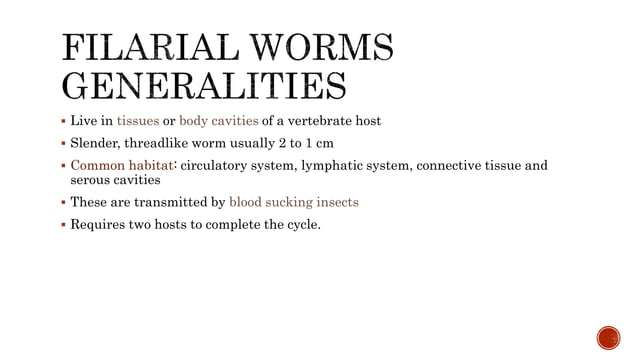 FILARIAL WORMS
GENERALITIES
▪ Live in tissues or body cavities of a vertebrate host
▪ Slender, threadlike worm usually 2 to 1 cm
▪ Common habitat: circulatory system, lymphatic system, connective tissue and
serous cavities
▪ These are transmitted by blood sucking insects
▪ Requires two hosts to complete the cycle.